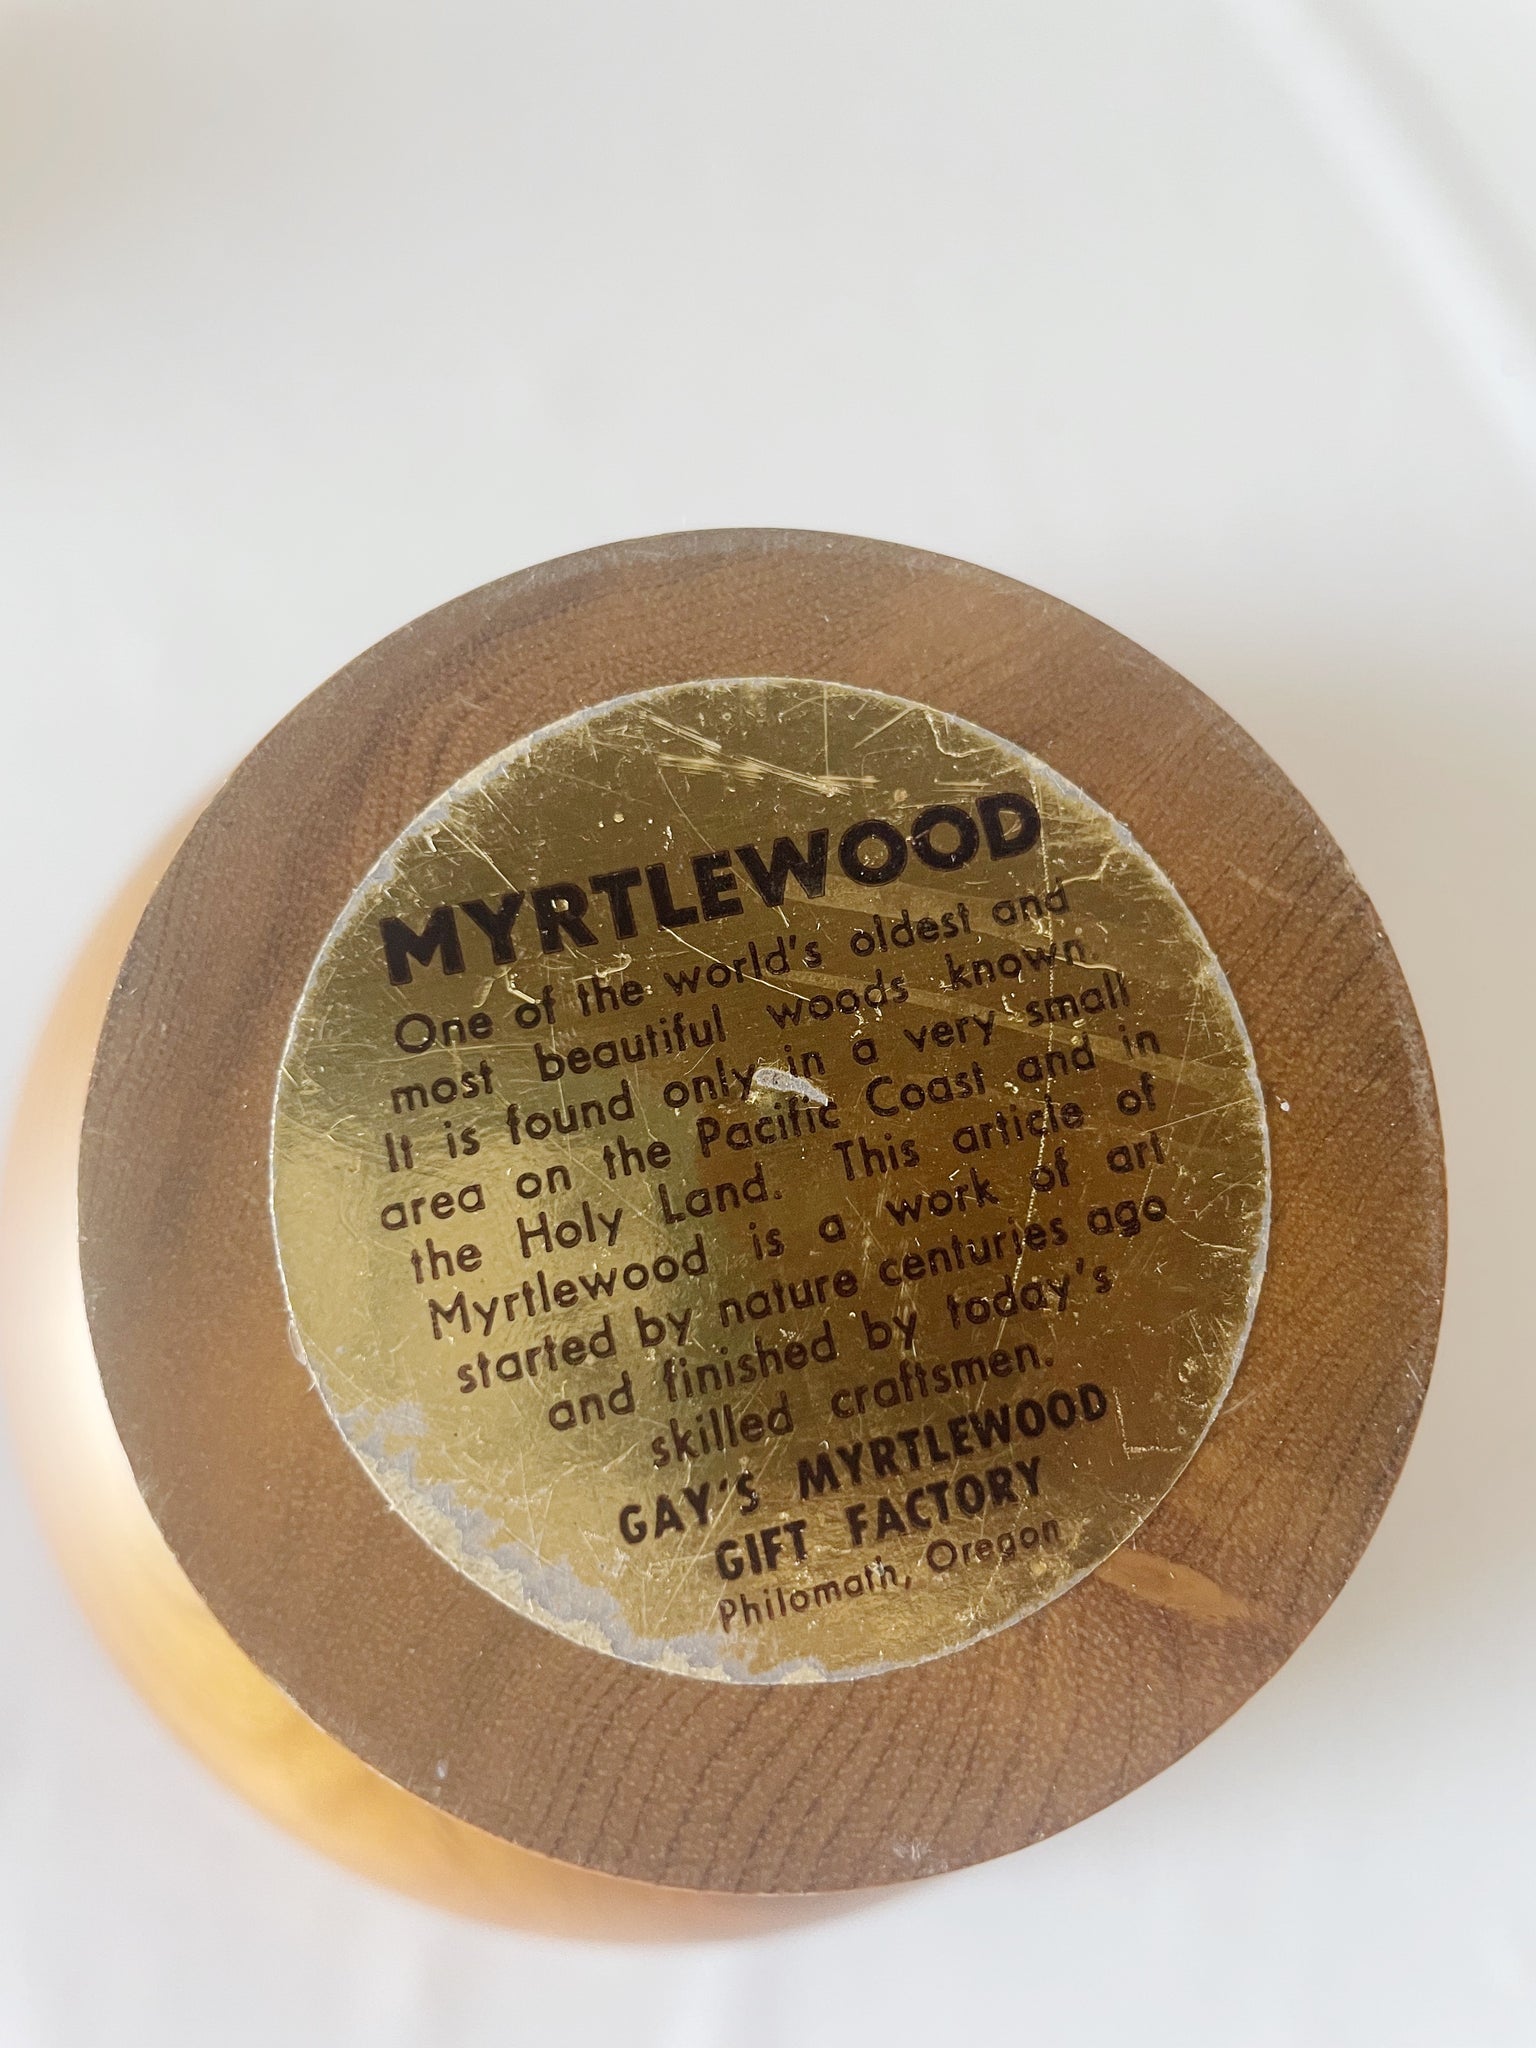 MYRTLEWOOD
One of the world's oldest and
most beautiful woods known.
It is found only in a very small
area on the Pacific Coast and in
the Holy Land. This article of
Myrtlewood is a work of art
started by nature centuries ago
and finished by today's
skilled craftsmen.
GAY'S MYRTLEWOOD
GIFT FACTORY
Philomath, Oregon